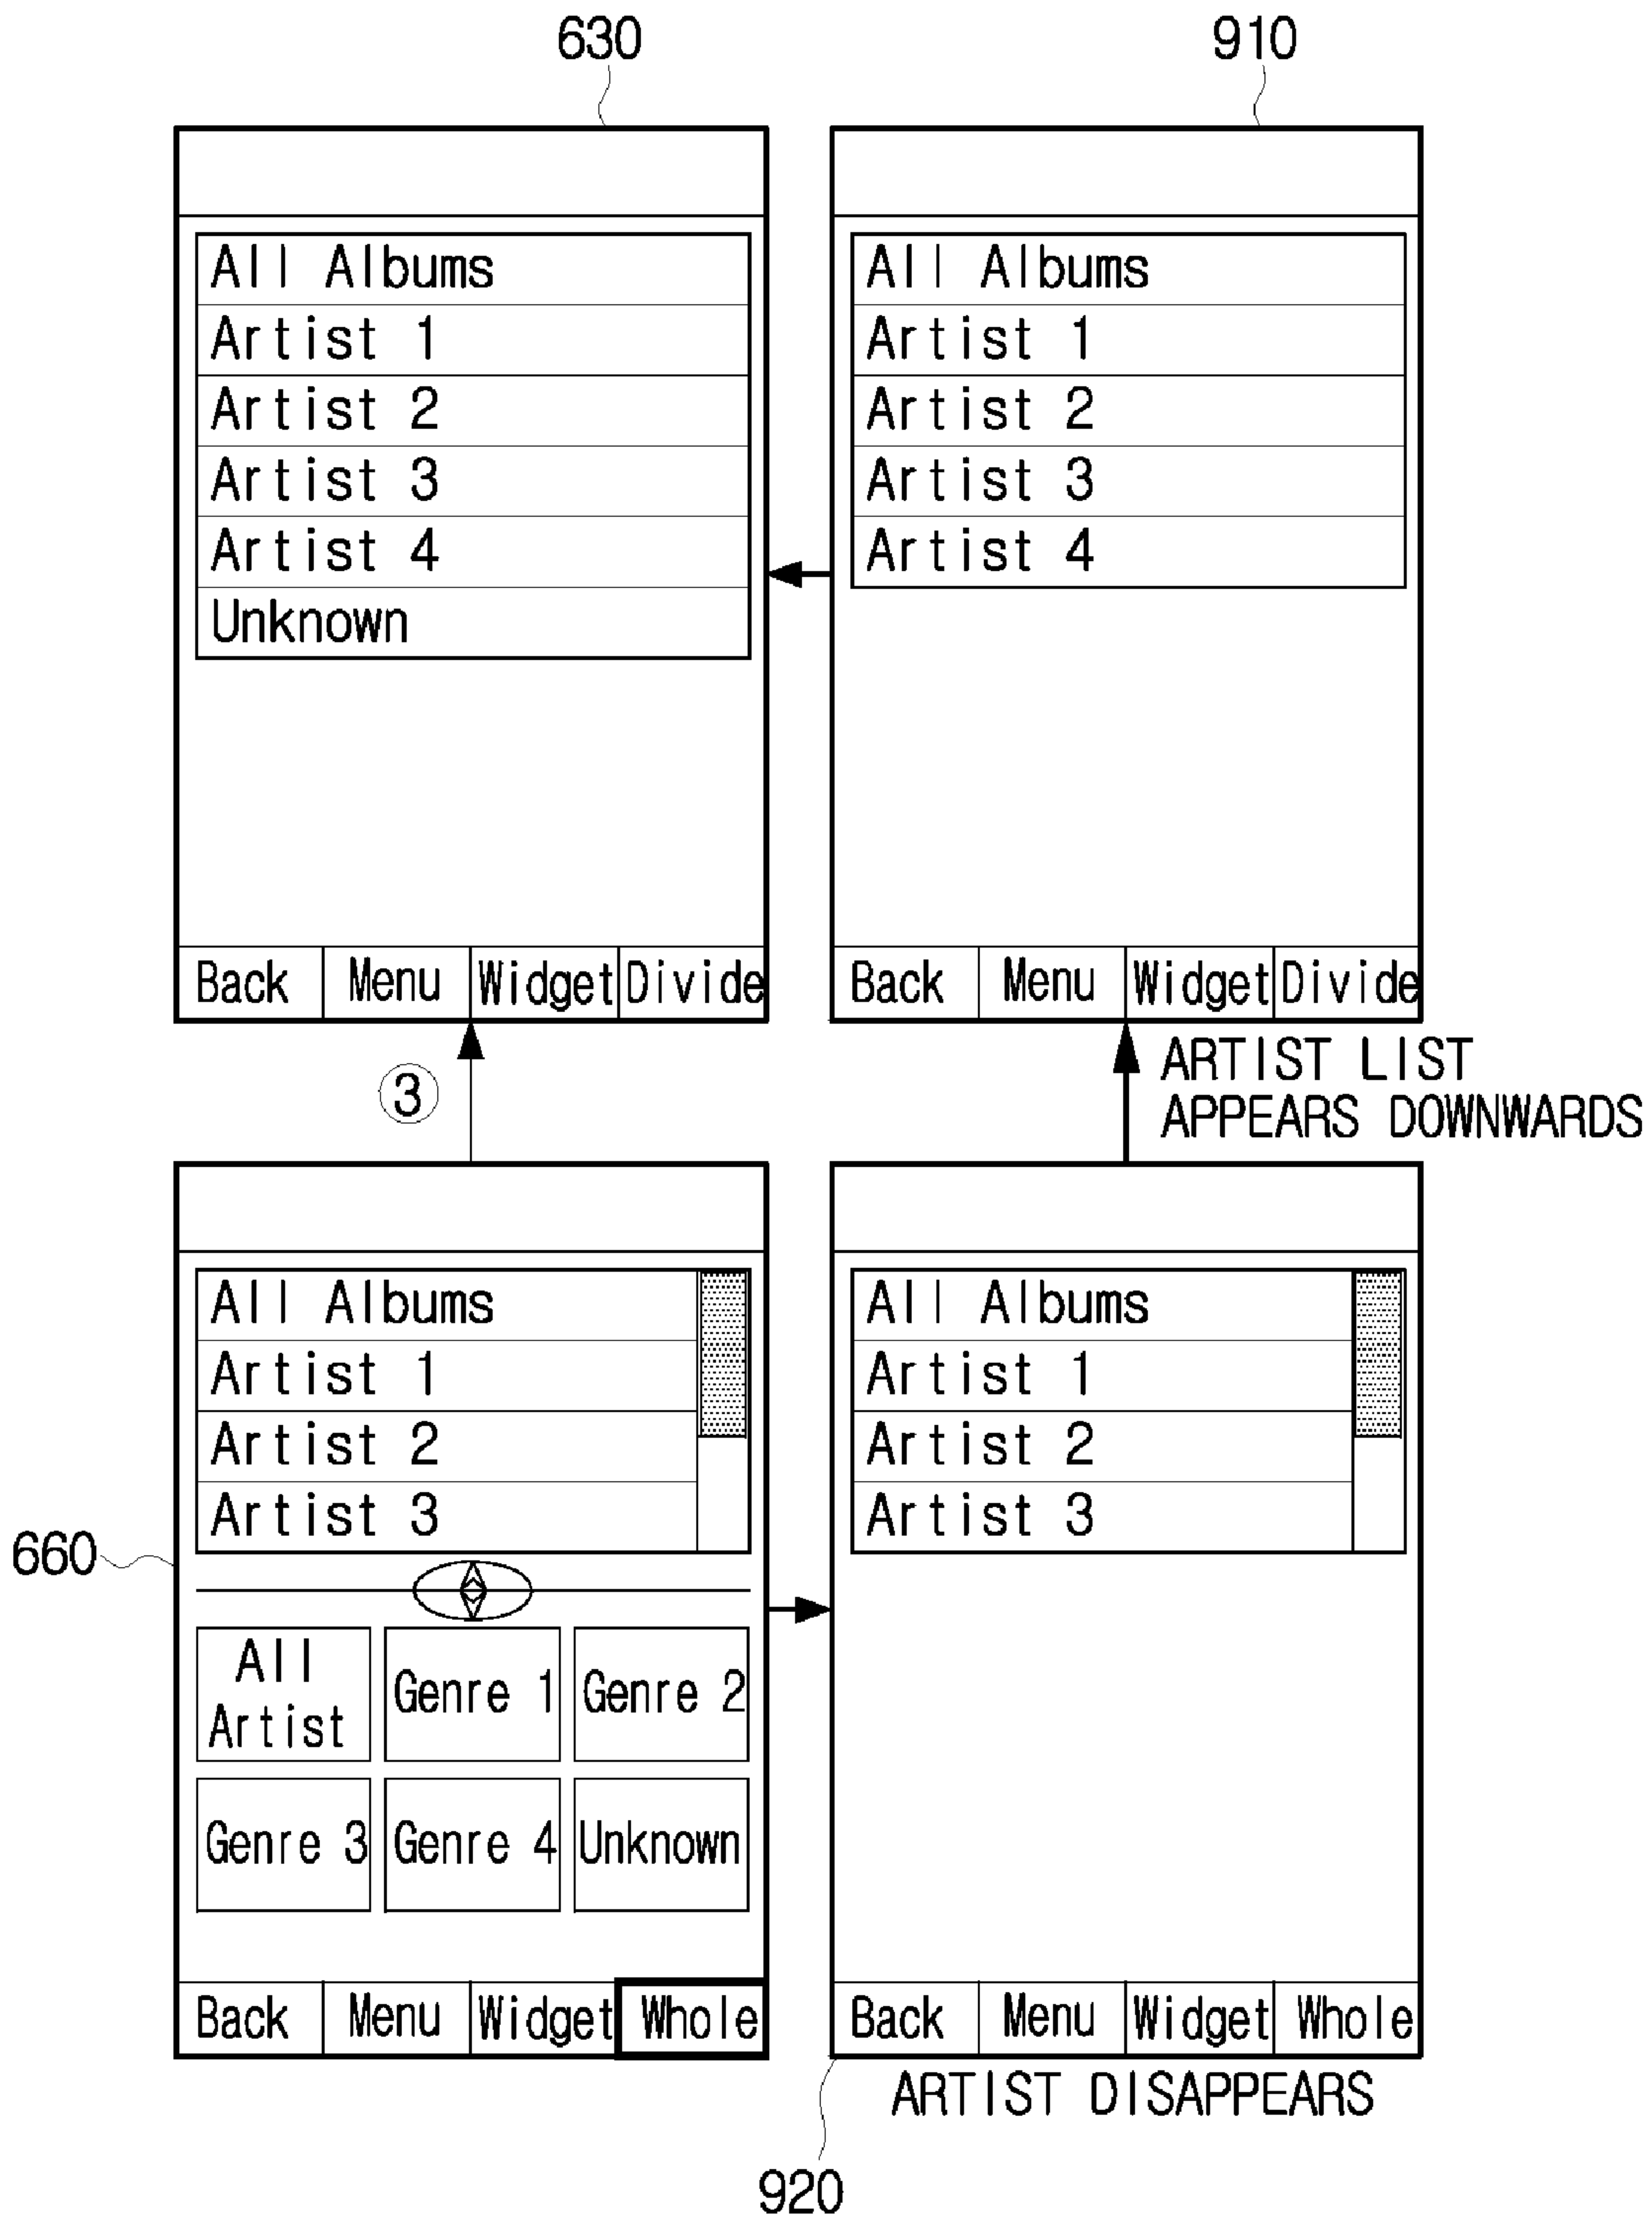 630
910
All Albums
Artist 1
Artist 2
Artist 3
Artist 4
Unknown
Back Menu Widget Divide
All Albums
Artist 1
Artist 2
Artist 3
Artist 4
Back Menu Widget Divide
③
ARTIST LIST
APPEARS DOWNWARDS
660
All Albums
Artist 1
Artist 2
Artist 3
All
Artist
Genre 1
Genre 2
Genre 3
Genre 4
Unknown
Back Menu Widget Whole
All Albums
Artist 1
Artist 2
Artist 3
Back Menu Widget Whole
ARTIST DISAPPEARS
920